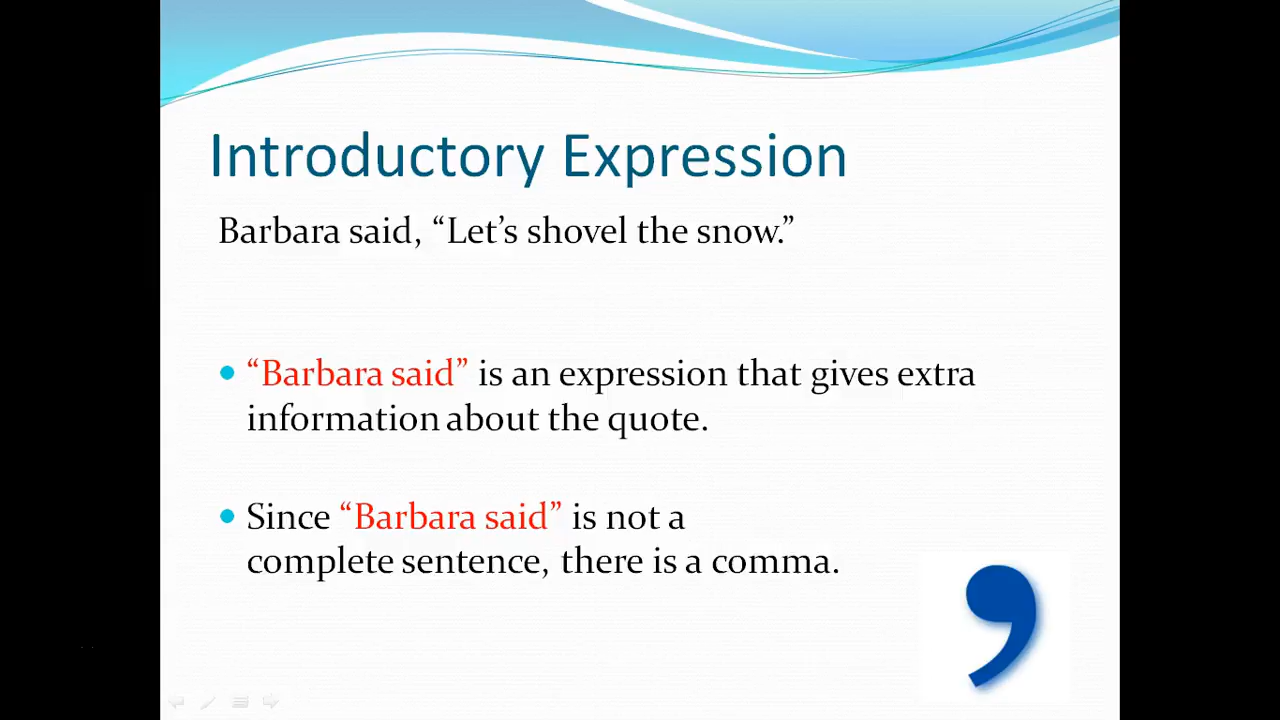 Introductory Expression
Barbara said, “Let’s shovel the snow.”
“Barbara said” is an expression that gives extra
information about the quote.
Since “Barbara said” is not a
complete sentence, there is a comma.
,